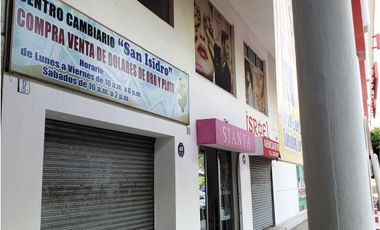 CENTRO CAMBIARIO "San Isidro"
COMPRA VENTA DE DOLARES DE ORO Y PLATA
Horario:
de Lunes a Viernes de 10 a.m. a 6 p.m.
Sabados de 10 a.m. a 2 p.m.
SIANYA